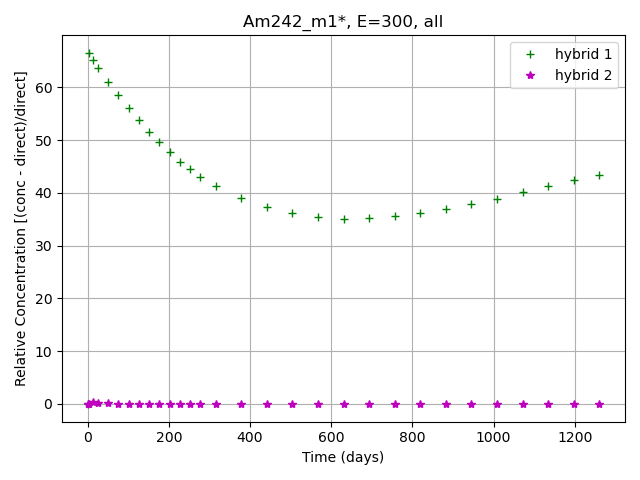 Am242_m1*, E=300, all
hybrid 1
hybrid 2
Relative Concentration [(conc - direct)/direct]
60
50
40
30
20
10
0
0 200 400 600 800 1000 1200
Time (days)